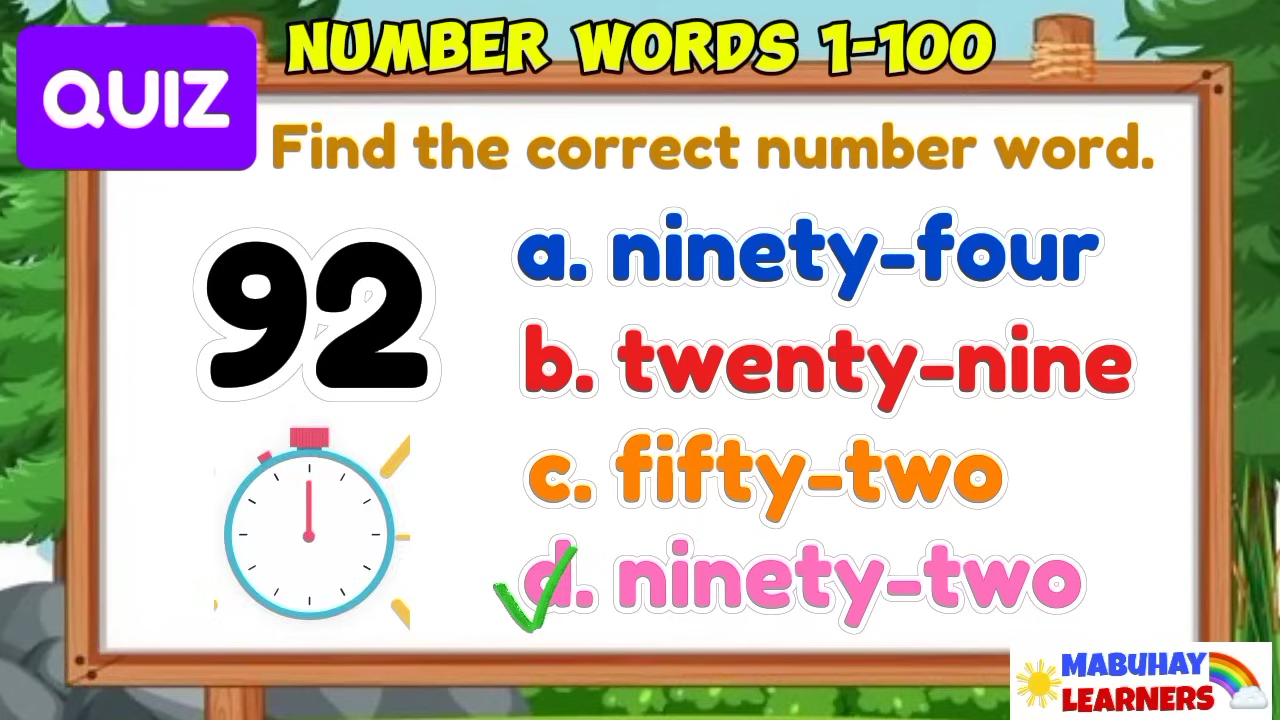 NUMBER WORDS 1-100
QUIZ
Find the correct number word.
92
a. ninety-four
b. twenty-nine
c. fifty-two
d. ninety-two
MABUHAY
LEARNERS